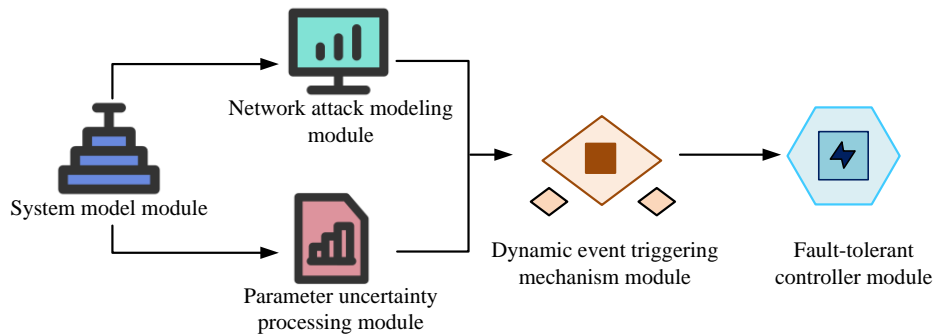 Network attack modeling
module
System model module
Parameter uncertainty
processing module
Dynamic event triggering
mechanism module
Fault-tolerant
controller module